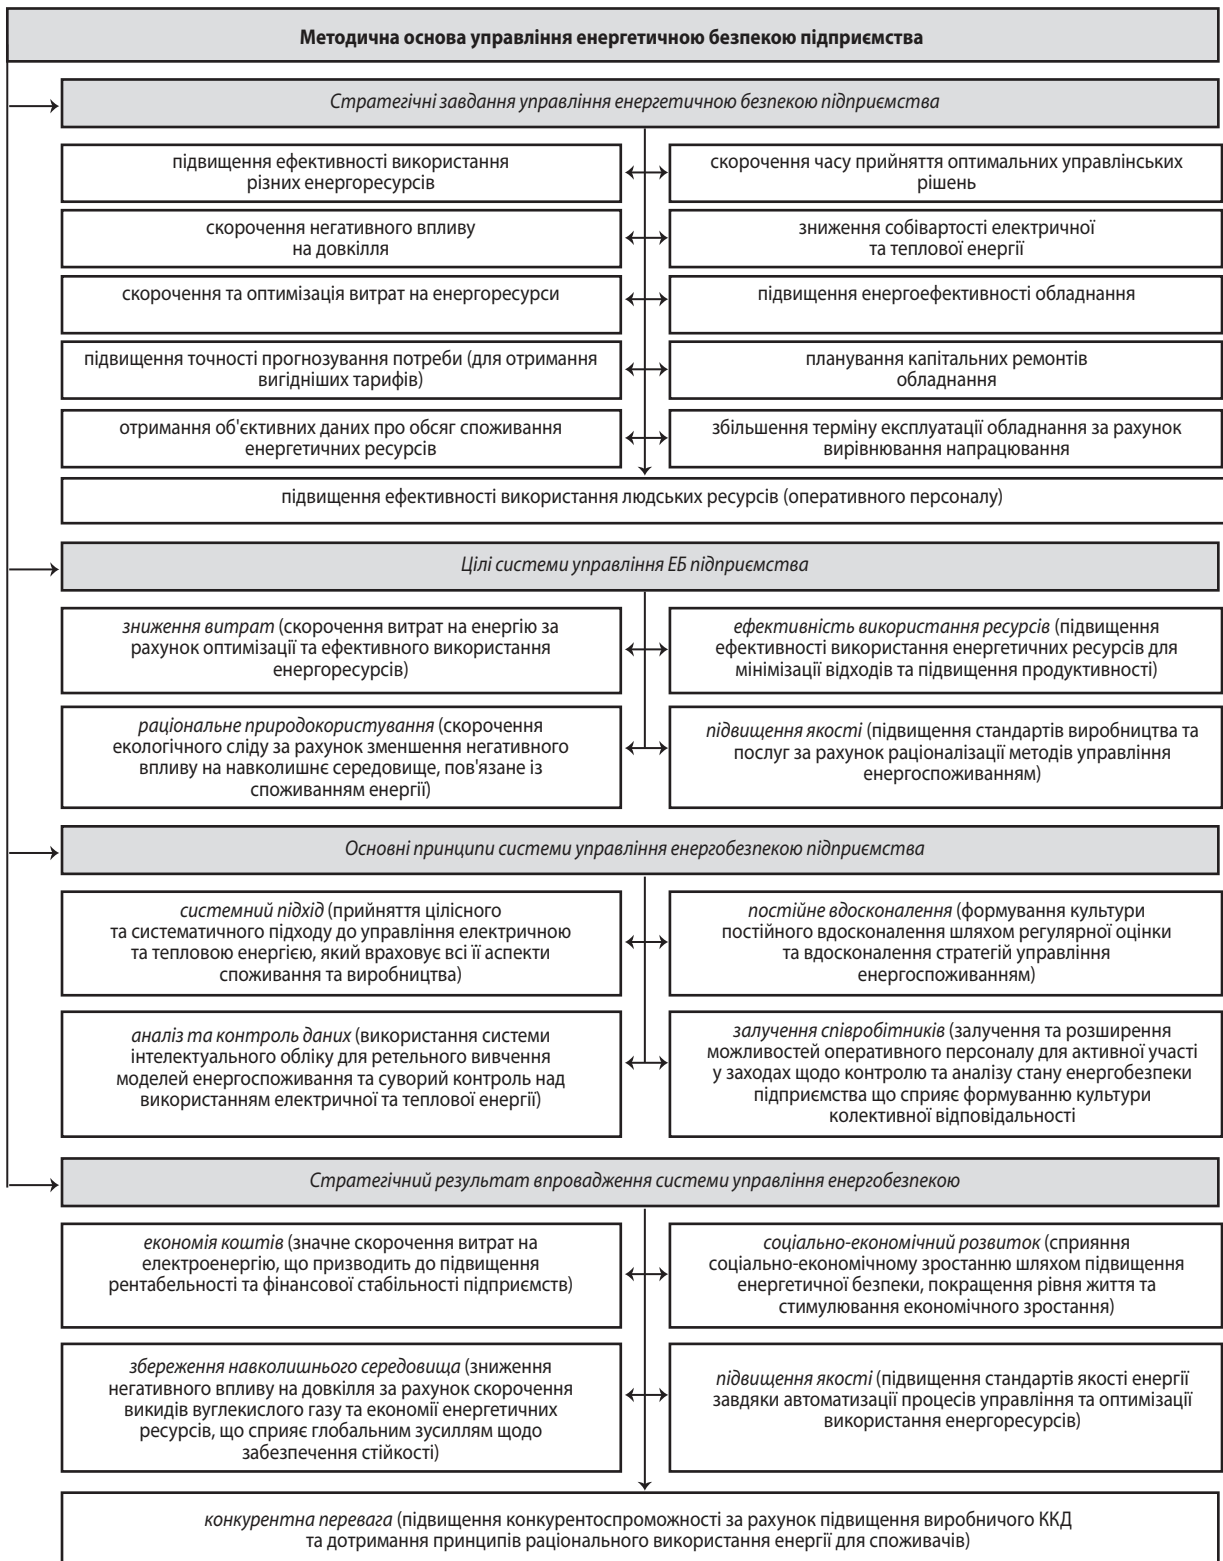 Методична основа управління енергетичною безпекою підприємства
Стратегічні завдання управління енергетичною безпекою підприємства
підвищення ефективності використання
різних енергоресурсів
скорочення часу прийняття оптимальних управлінських
рішень
скорочення негативного впливу
на довкілля
зниження собівартості електричної
та теплової енергії
скорочення та оптимізація витрат на енергоресурси
підвищення енергоефективності обладнання
підвищення точності прогнозування потреби (для отримання
вигідніших тарифів)
планування капітальних ремонтів
обладнання
отримання об'єктивних даних про обсяг споживання
енергетичних ресурсів
збільшення терміну експлуатації обладнання за рахунок
вирівнювання напрацювання
підвищення ефективності використання людських ресурсів (оперативного персоналу)
Цілі системи управління ЕБ підприємства
зниження витрат (скорочення витрат на енергію за
рахунок оптимізації та ефективного використання
енергоресурсів)
ефективність використання ресурсів (підвищення
ефективності використання енергетичних ресурсів для
мінімізації відходів та підвищення продуктивності)
раціональне природокористування (скорочення
екологічного сліду за рахунок зменшення негативного
впливу на навколишнє середовище, пов'язане із
споживанням енергії)
підвищення якості (підвищення стандартів виробництва та
послуг за рахунок раціоналізації методів управління
енергоспоживанням)
Основні принципи системи управління енергобезпекою підприємства
системний підхід (прийняття цілісного
та систематичного підходу до управління електричною
та тепловою енергією, який враховує всі її аспекти
споживання та виробництва)
постійне вдосконалення (формування культури
постійного вдосконалення шляхом регулярної оцінки
та вдосконалення стратегій управління
енергоспоживанням)
аналіз та контроль даних (використання системи
інтелектуального обліку для ретельного вивчення
моделей енергоспоживання та суворий контроль над
використанням електричної та теплової енергії)
залучення співробітників (залучення та розширення
можливостей оперативного персоналу для активної участі
у заходах щодо контролю та аналізу стану енергобезпеки
підприємства що сприяє формуванню культури
колективної відповідальності
Стратегічний результат впровадження системи управління енергобезпекою
економія коштів (значне скорочення витрат на
електроенергію, що призводить до підвищення
рентабельності та фінансової стабільності підприємств)
соціально-економічний розвиток (сприяння
соціально-економічному зростанню шляхом підвищення
енергетичної безпеки, покращення рівня життя та
стимулювання економічного зростання)
збереження навколишнього середовища (зниження
негативного впливу на довкілля за рахунок скорочення
викидів вуглекислого газу та економії енергетичних
ресурсів, що сприяє глобальним зусиллям щодо
забезпечення стійкості)
підвищення якості (підвищення стандартів якості енергії
завдяки автоматизації процесів управління та оптимізації
використання енергоресурсів)
конкурентна перевага (підвищення конкурентоспроможності за рахунок підвищення виробничого ККД
та дотримання принципів раціонального використання енергії для споживачів)